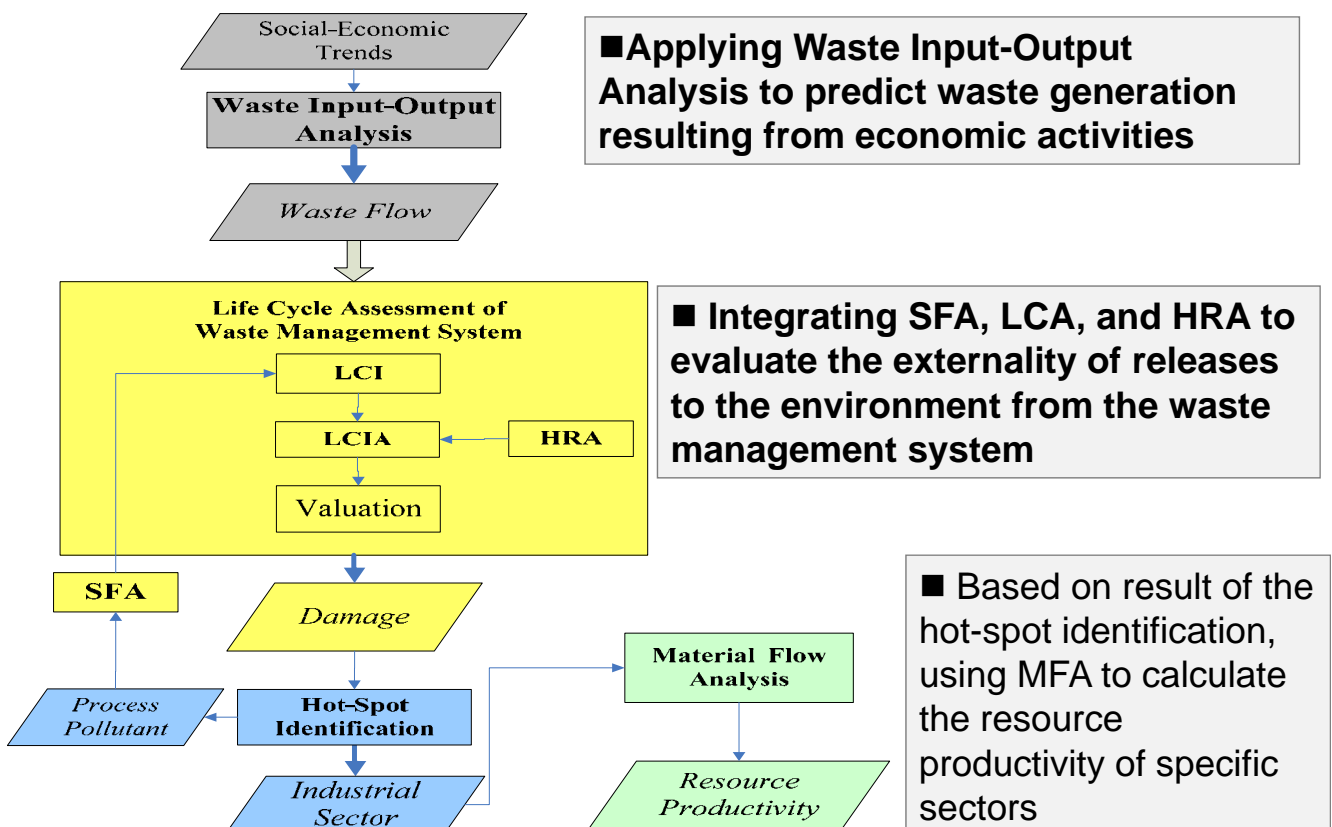 Social-Economic
Trends
Waste Input-Output
Analysis
Waste Flow
■Applying Waste Input-Output
Analysis to predict waste generation
resulting from economic activities
Life Cycle Assessment of
Waste Management System
LCI
LCIA
HRA
Valuation
■ Integrating SFA, LCA, and HRA to
evaluate the externality of releases
to the environment from the waste
management system
SFA
Damage
Process
Pollutant
Hot-Spot
Identification
Industrial
Sector
Material Flow
Analysis
Resource
Productivity
■ Based on result of the
hot-spot identification,
using MFA to calculate
the resource
productivity of specific
sectors